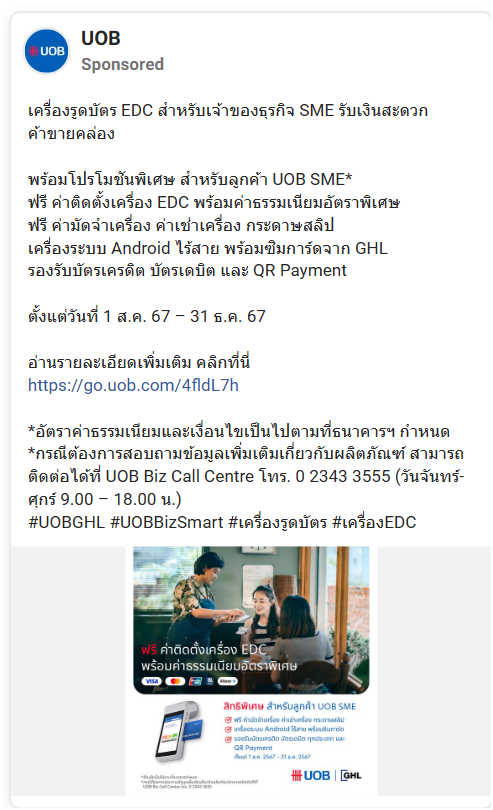 UOB
UOB
Sponsored
เครื่องรูดบัตร EDC สำหรับเจ้าของธุรกิจ SME รับเงินสะดวก
ค้าขายคล่อง
พร้อมโปรโมชันพิเศษ สำหรับลูกค้า UOB SME*
ฟรี ค่าติดตั้งเครื่อง EDC พร้อมค่าธรรมเนียมอัตราพิเศษ
ฟรี ค่ามัดจำเครื่อง ค่าเช่าเครื่อง กระดาษสลิป
เครื่องระบบ Android ไร้สาย พร้อมซิมการ์ดจาก GHL
รองรับบัตรเครดิต บัตรเดบิต และ QR Payment
ตั้งแต่วันที่ 1 ส.ค. 67 – 31 ธ.ค. 67
อ่านรายละเอียดเพิ่มเติม คลิกที่นี่
https://go.uob.com/4fldL7h
*อัตราค่าธรรมเนียมและเงื่อนไขเป็นไปตามที่ธนาคารฯ กำหนด
*กรณีต้องการสอบถามข้อมูลเพิ่มเติมเกี่ยวกับผลิตภัณฑ์ สามารถ
ติดต่อได้ที่ UOB Biz Call Centre โทร. 0 2343 3555 (วันจันทร์-
ศุกร์ 9.00 – 18.00 น.)
#UOBGHL #UOBBizSmart #เครื่องรูดบัตร #เครื่องEDC
ฟรี ค่าติดตั้งเครื่อง EDC
พร้อมค่าธรรมเนียมอัตราพิเศษ
VISA
สิทธิพิเศษ สำหรับลูกค้า UOB SME
ฟรี ค่ามัดจำเครื่อง ค่าเช่าเครื่อง กระดาษสลิป
เครื่องระบบ Android ไร้สาย พร้อมซิมการ์ด
รองรับบัตรเครดิต บัตรเดบิต ทุกประเภท และ
QR Payment
ตั้งแต่ 1 ส.ค. 2567 - 31 ธ.ค. 2567
UOB GHL